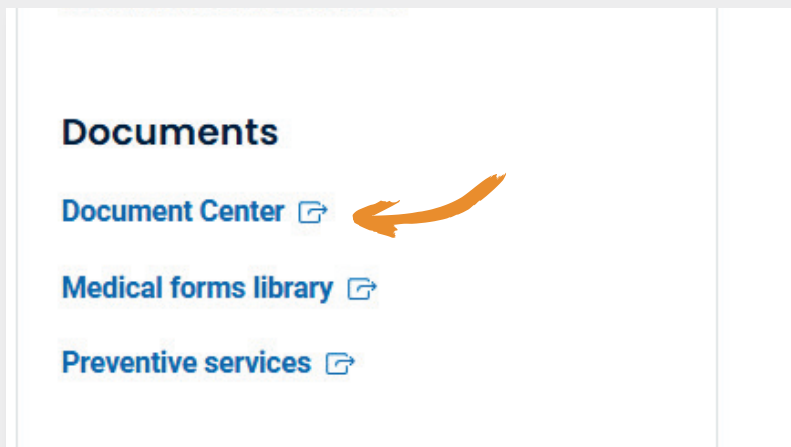 Documents
Document Center
Medical forms library
Preventive services